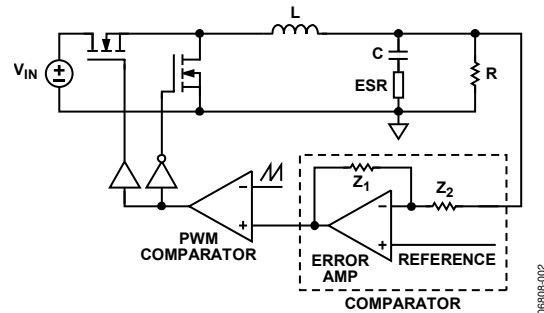 L
C
ESR
R
VIN
Z1
Z2
PWM
COMPARATOR
ERROR
AMP
REFERENCE
COMPARATOR
06808-002